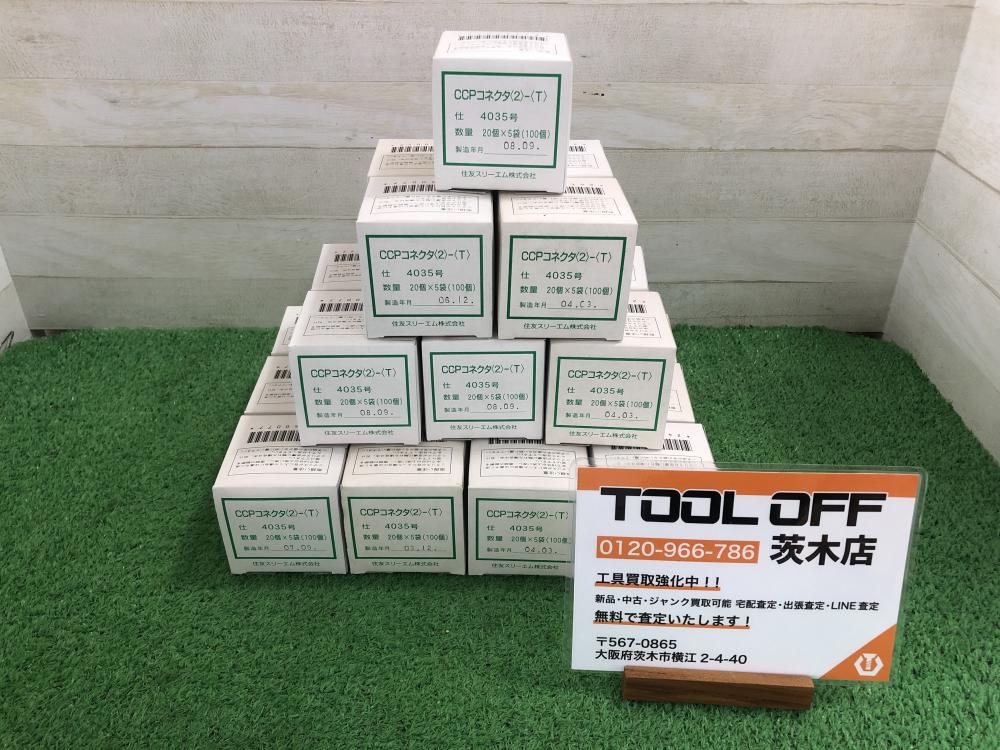 CCPコネクタ(2)-(T)
仕 4035号
数量 20個×5袋(100個)
製造年月 08.09.
住友スリーエム株式会社
CCPコネクタ(2)-(T)
仕 4035号
数量 20個×5袋(100個)
製造年月 06.12.
住友スリーエム株式会社
CCPコネクタ(2)-(T)
仕 4035号
数量 20個×5袋(100個)
製造年月 04.03.
住友スリーエム株式会社
CCPコネクタ(2)-(T)
仕 4035号
数量 20個×5袋(100個)
製造年月 08.09.
住友スリーエム株式会社
CCPコネクタ(2)-(T)
仕 4035号
数量 20個×5袋(100個)
製造年月 08.09.
住友スリーエム株式会社
CCPコネクタ(2)-(T)
仕 4035号
数量 20個×5袋(100個)
製造年月 04.03.
住友スリーエム株式会社
CCPコネクタ(2)-(T)
仕 4035号
数量 20個×5袋(100個)
製造年月 07.09.
住友スリーエム株式会社
CCPコネクタ(2)-(T)
仕 4035号
数量 20個×5袋(100個)
製造年月
住友スリーエム株式会社
CCPコネクタ(2)-(T)
仕 4035号
数量 20個×5袋(100個)
製造年月 04.03.
住友スリーエム株式会社
TOOL OFF
0120-966-786 茨木店
工具買取強化中!!
新品・中古・ジャンク買取可能 宅配査定・出張査定・LINE査定
無料で査定いたします!
〒567-0865
大阪府茨木市横江 2-4-40